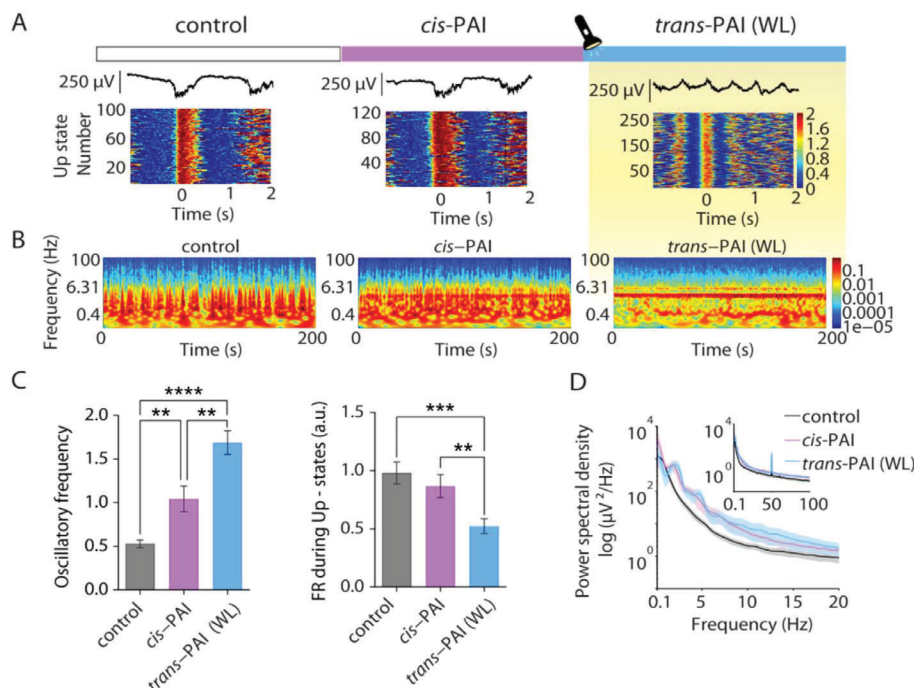 A
control
cis-PAI
trans-PAI (WL)
250 µV
250 µV
250 µV
Up state
Number
100
60
20
120
80
40
250
150
50
2
1.6
1.2
0.8
0.4
0
0 1 2
0 1 2
0 1 2
Time (s)
Time (s)
Time (s)
B
control
cis–PAI
trans–PAI (WL)
Frequency (Hz)
100
6.31
0.4
100
6.31
0.4
100
6.31
0.4
0.1
0.01
0.001
0.0001
1e–05
0 200
0 200
0 200
Time (s)
Time (s)
Time (s)
C
Oscillatory frequency
2.0
1.5
1.0
0.5
0.0
****
** **
control
cis–PAI
trans–PAI (WL)
FR during Up - states (a.u.)
1.5
1.0
0.5
0.0
***
**
control
cis–PAI
trans–PAI (WL)
D
Power spectral density
log (µV²/Hz)
10⁴
10²
10⁰
0.1 5 10 15 20
Frequency (Hz)
10⁴
10⁰
0.1 50 100
control
cis-PAI
trans-PAI (WL)